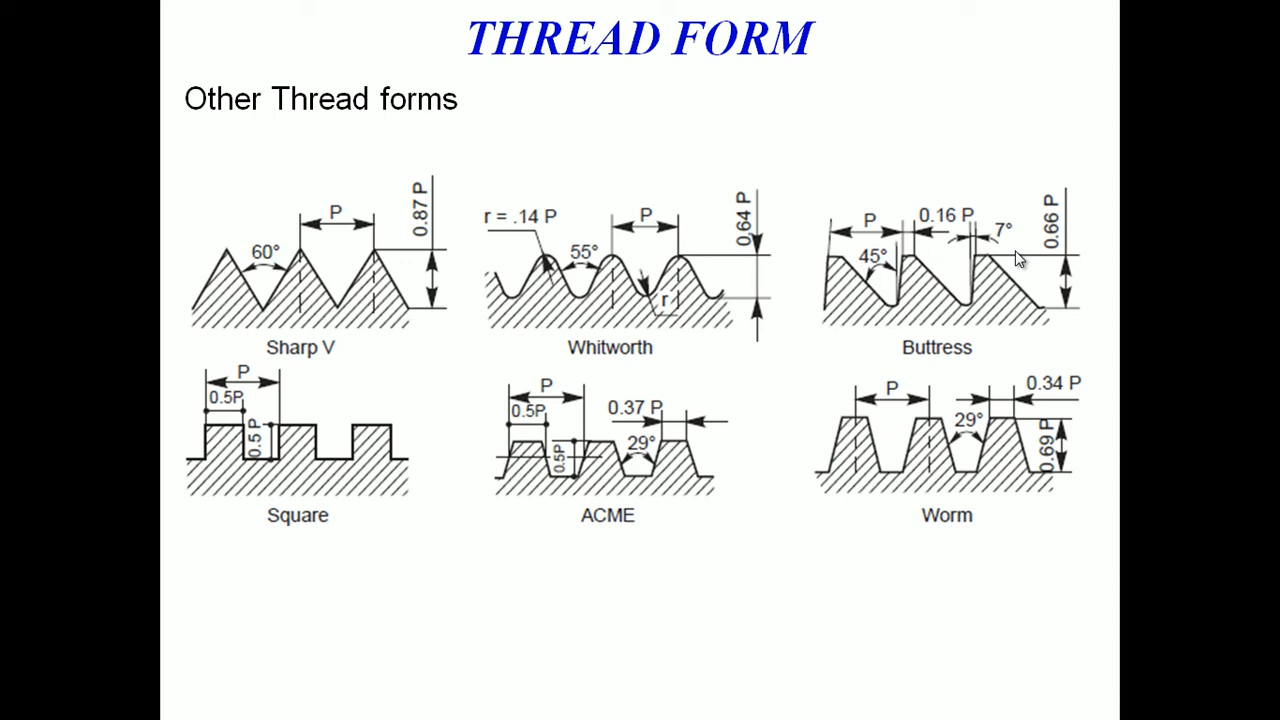 THREAD FORM
Other Thread forms
60°
P
0.87 P
Sharp V
r = .14 P
55°
P
r
0.64 P
Whitworth
P
0.16 P
7°
45°
0.66 P
Buttress
P
0.5P
0.5 P
Square
P
0.5P
0.5P
0.37 P
29°
ACME
P
29°
0.34 P
0.69 P
Worm